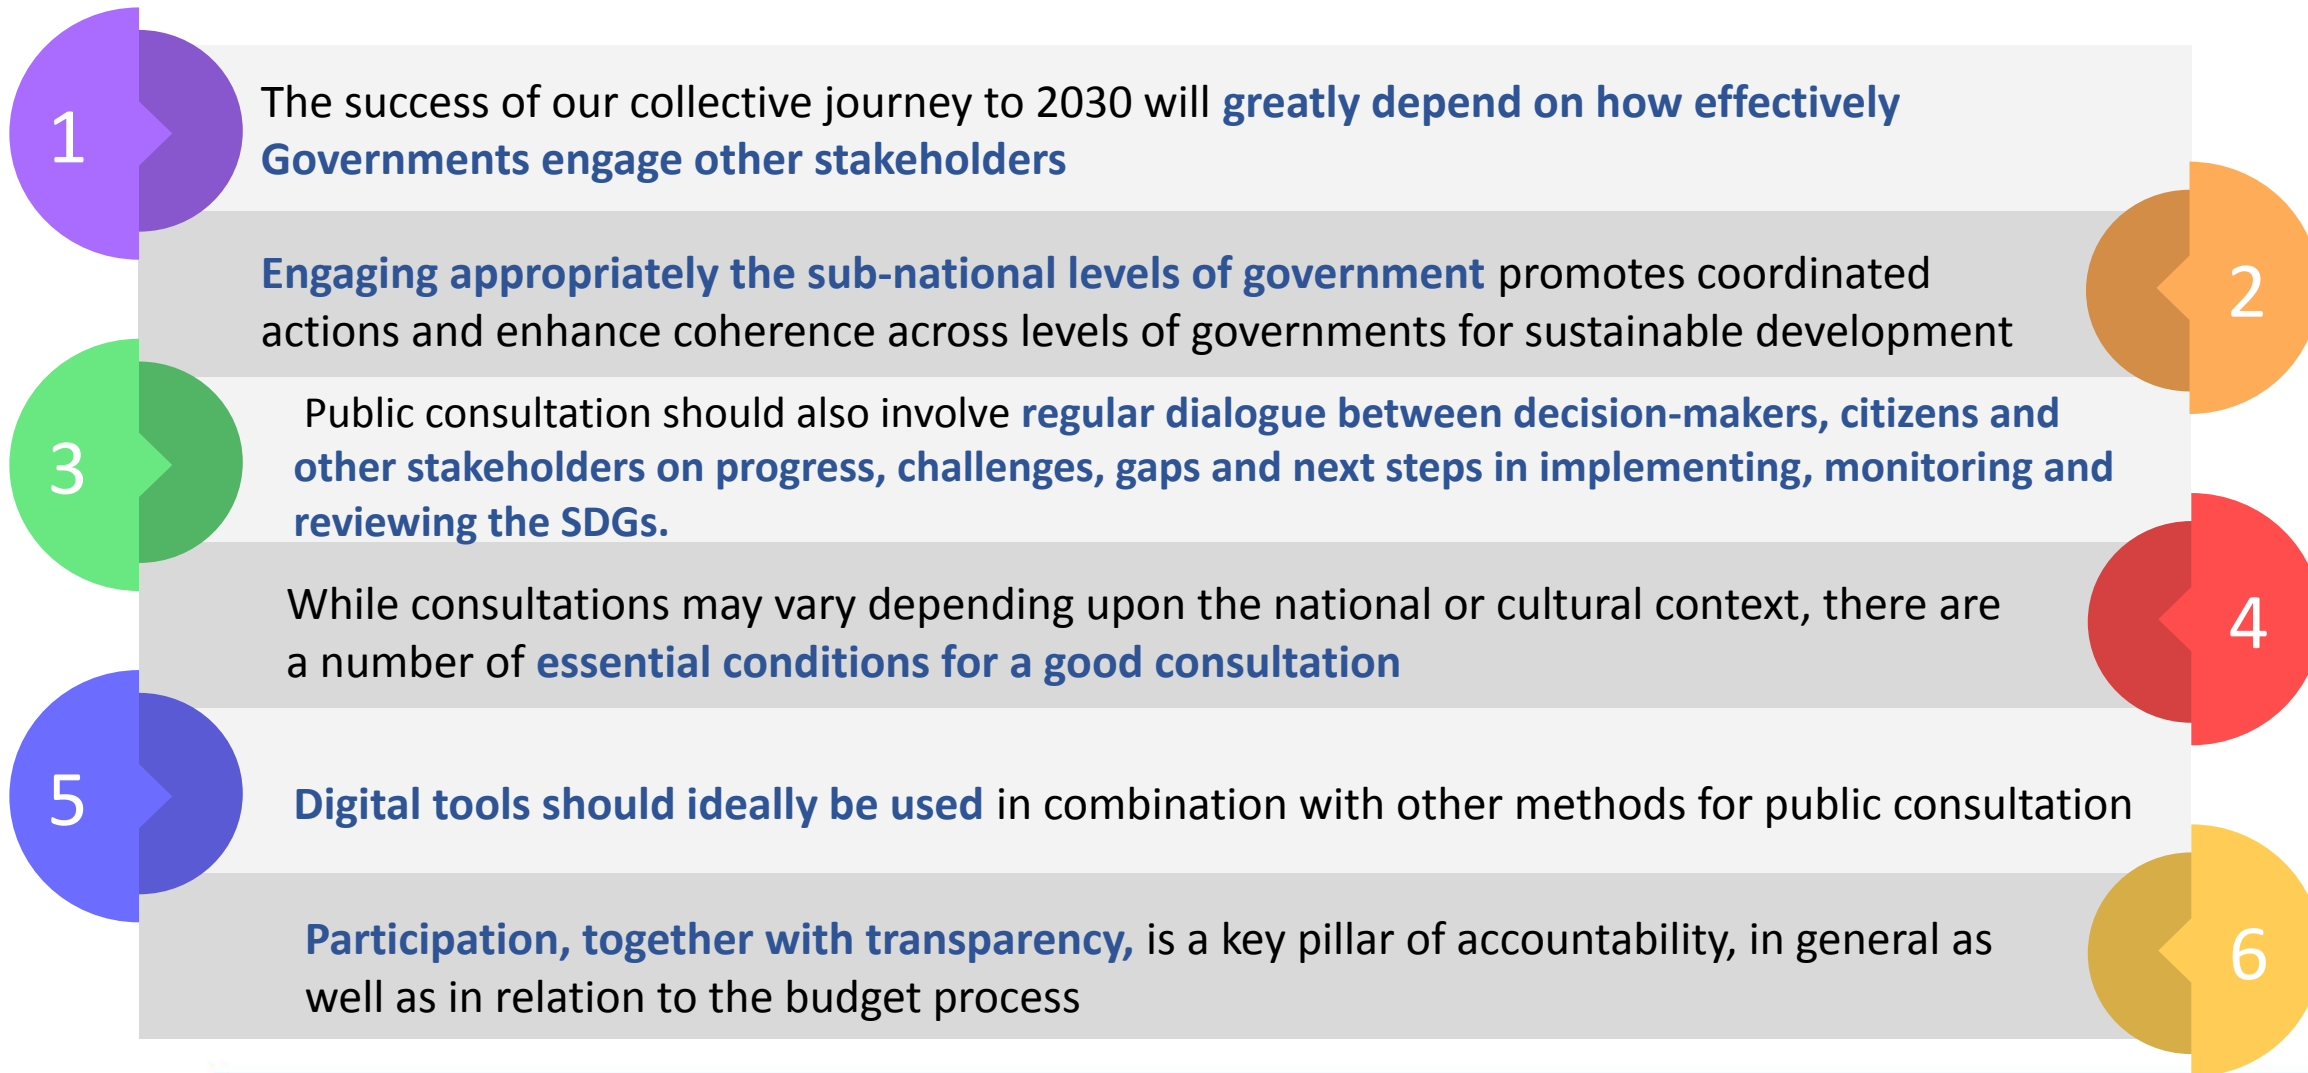 1
The success of our collective journey to 2030 will greatly depend on how effectively
Governments engage other stakeholders
2
Engaging appropriately the sub-national levels of government promotes coordinated
actions and enhance coherence across levels of governments for sustainable development
3
Public consultation should also involve regular dialogue between decision-makers, citizens and
other stakeholders on progress, challenges, gaps and next steps in implementing, monitoring and
reviewing the SDGs.
4
While consultations may vary depending upon the national or cultural context, there are
a number of essential conditions for a good consultation
5
Digital tools should ideally be used in combination with other methods for public consultation
6
Participation, together with transparency, is a key pillar of accountability, in general as
well as in relation to the budget process